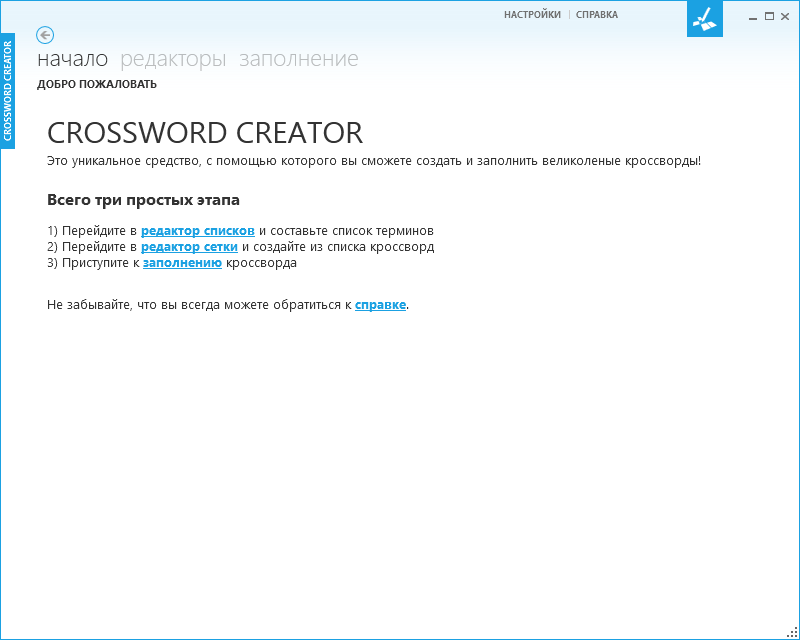 НАСТРОЙКИ СПРАВКА
CROSSWORD CREATOR
начало редакторы заполнение
ДОБРО ПОЖАЛОВАТЬ
CROSSWORD CREATOR
Это уникальное средство, с помощью которого вы сможете создать и заполнить великоленые кроссворды!
Всего три простых этапа
1) Перейдите в редактор списков и составьте список терминов
2) Перейдите в редактор сетки и создайте из списка кроссворд
3) Приступите к заполнению кроссворда
Не забывайте, что вы всегда можете обратиться к справке.